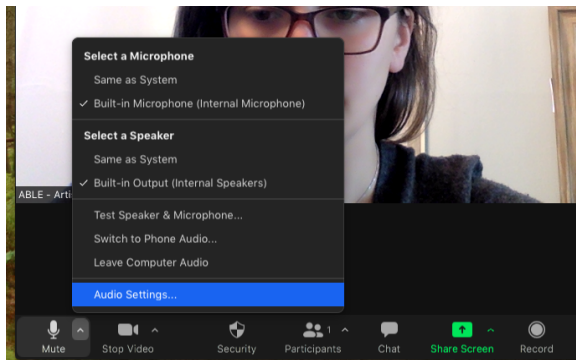 Select a Microphone
Same as System
✓ Built-in Microphone (Internal Microphone)
Select a Speaker
Same as System
✓ Built-in Output (Internal Speakers)
ABLE - Arti
Test Speaker & Microphone...
Switch to Phone Audio...
Leave Computer Audio
Audio Settings...
Mute
Stop Video
Security
1
Participants
Chat
Share Screen
Record